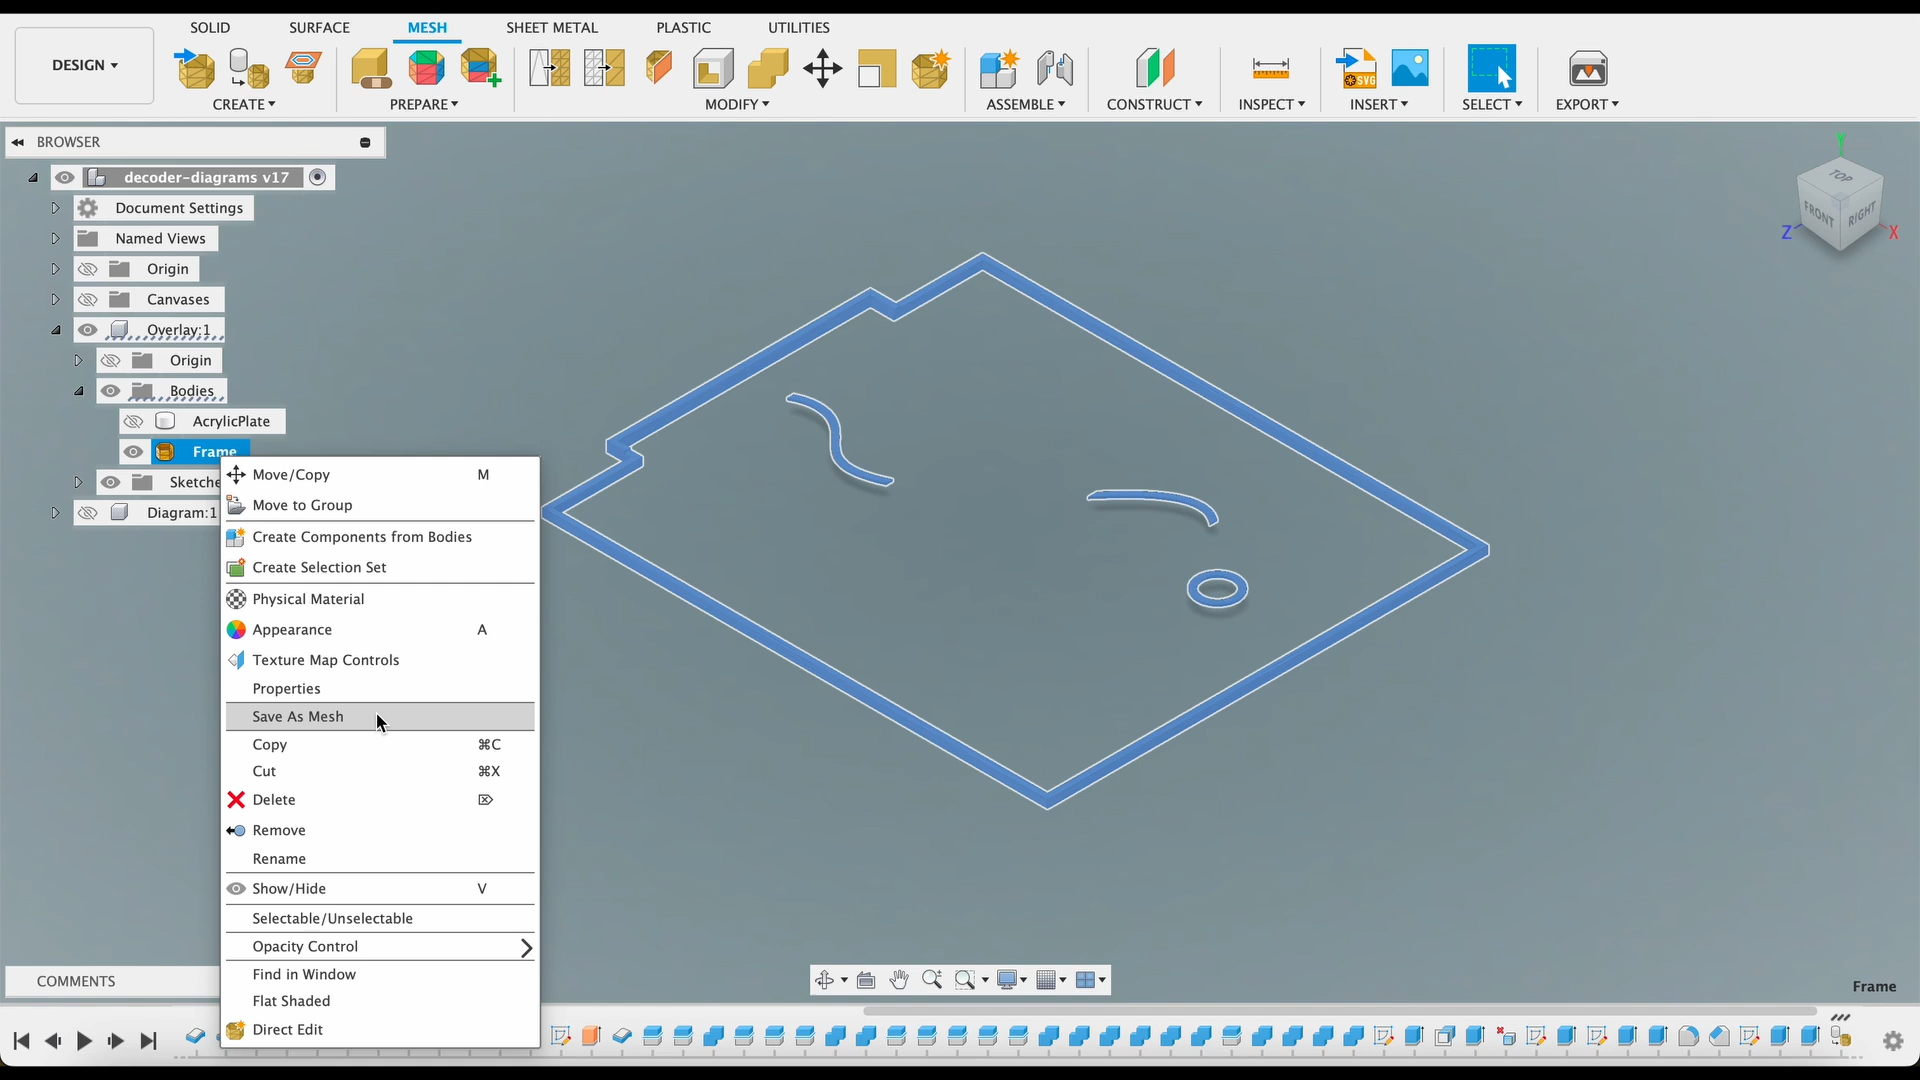 SOLID SURFACE MESH SHEET METAL PLASTIC UTILITIES
DESIGN
CREATE PREPARE MODIFY ASSEMBLE CONSTRUCT INSPECT INSERT SELECT EXPORT
SVG
BROWSER
decoder-diagrams v17
Document Settings
Named Views
Origin
Canvases
Overlay:1
Origin
Bodies
AcrylicPlate
Frame
Sketche
Diagram:1
Move/Copy M
Move to Group
Create Components from Bodies
Create Selection Set
Physical Material
Appearance A
Texture Map Controls
Properties
Save As Mesh
Copy ⌘C
Cut ⌘X
Delete ⌦
Remove
Rename
Show/Hide V
Selectable/Unselectable
Opacity Control
Find in Window
Flat Shaded
Direct Edit
Y
TOP
FRONT RIGHT
Z X
COMMENTS
Frame